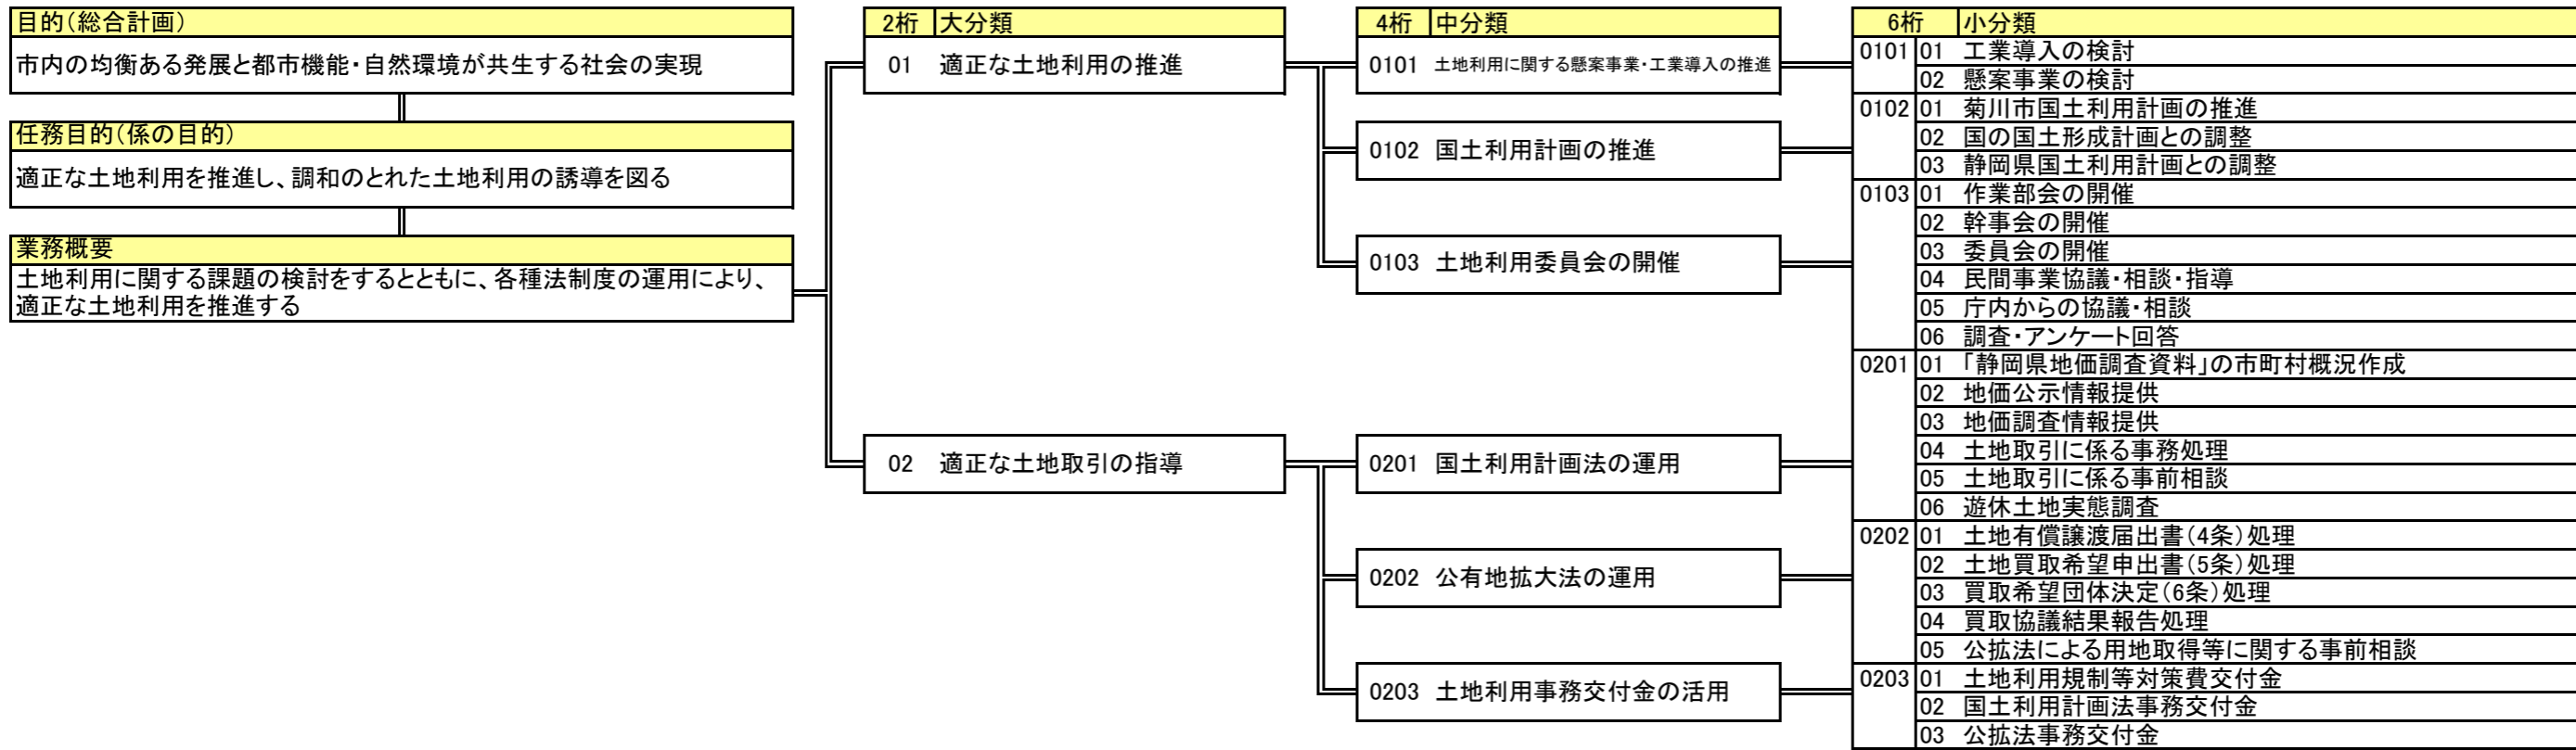 目的(総合計画)
市内の均衡ある発展と都市機能・自然環境が共生する社会の実現
任務目的(係の目的)
適正な土地利用を推進し、調和のとれた土地利用の誘導を図る
業務概要
土地利用に関する課題の検討をするとともに、各種法制度の運用により、
適正な土地利用を推進する
2桁 大分類
01 適正な土地利用の推進
02 適正な土地取引の指導
4桁 中分類
0101 土地利用に関する懸案事業・工業導入の推進
0102 国土利用計画の推進
0103 土地利用委員会の開催
0201 国土利用計画法の運用
0202 公有地拡大法の運用
0203 土地利用事務交付金の活用
6桁 小分類
0101 01 工業導入の検討
02 懸案事業の検討
0102 01 菊川市国土利用計画の推進
02 国の国土形成計画との調整
03 静岡県国土利用計画との調整
0103 01 作業部会の開催
02 幹事会の開催
03 委員会の開催
04 民間事業協議・相談・指導
05 庁内からの協議・相談
06 調査・アンケート回答
0201 01 「静岡県地価調査資料」の市町村概況作成
02 地価公示情報提供
03 地価調査情報提供
04 土地取引に係る事務処理
05 土地取引に係る事前相談
06 遊休土地実態調査
0202 01 土地有償譲渡届出書(4条)処理
02 土地買取希望申出書(5条)処理
03 買取希望団体決定(6条)処理
04 買取協議結果報告処理
05 公拡法による用地取得等に関する事前相談
0203 01 土地利用規制等対策費交付金
02 国土利用計画法事務交付金
03 公拡法事務交付金